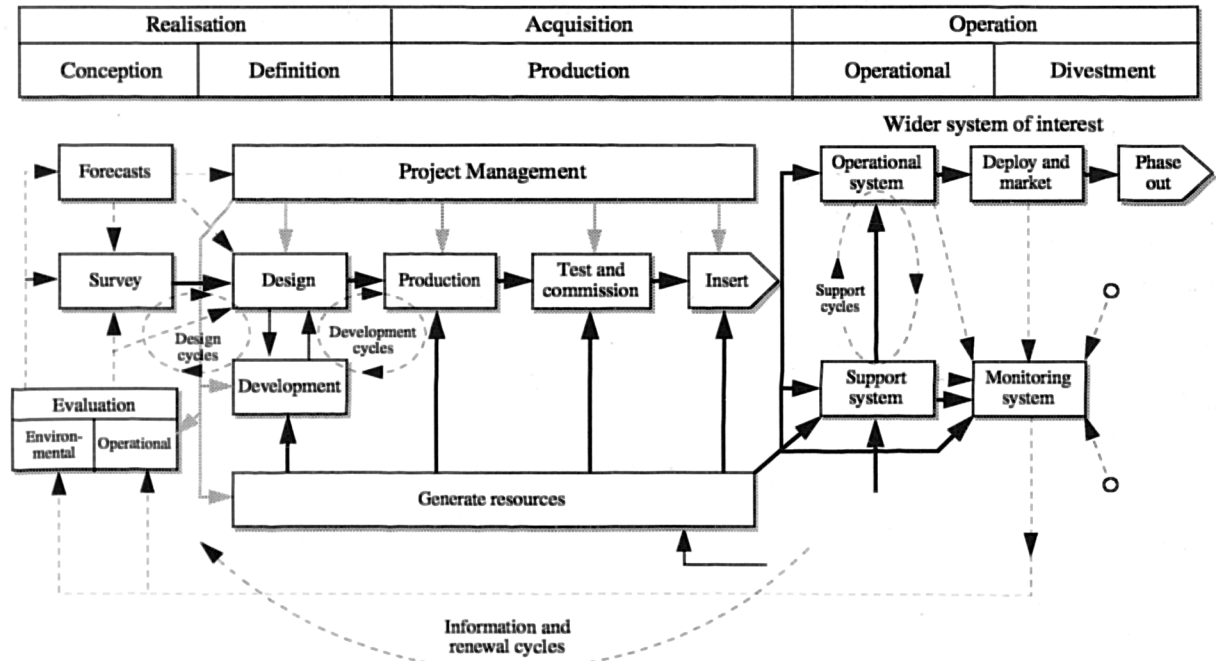 Realisation
Acquisition
Operation
Conception
Definition
Production
Operational
Divestment
Wider system of interest
Forecasts
Project Management
Operational
system
Deploy and
market
Phase
out
Survey
Design
Production
Test and
commission
Insert
Support
cycles
Design
cycles
Development
cycles
Development
Support
system
Monitoring
system
Evaluation
Environ-
mental
Operational
Generate resources
Information and
renewal cycles